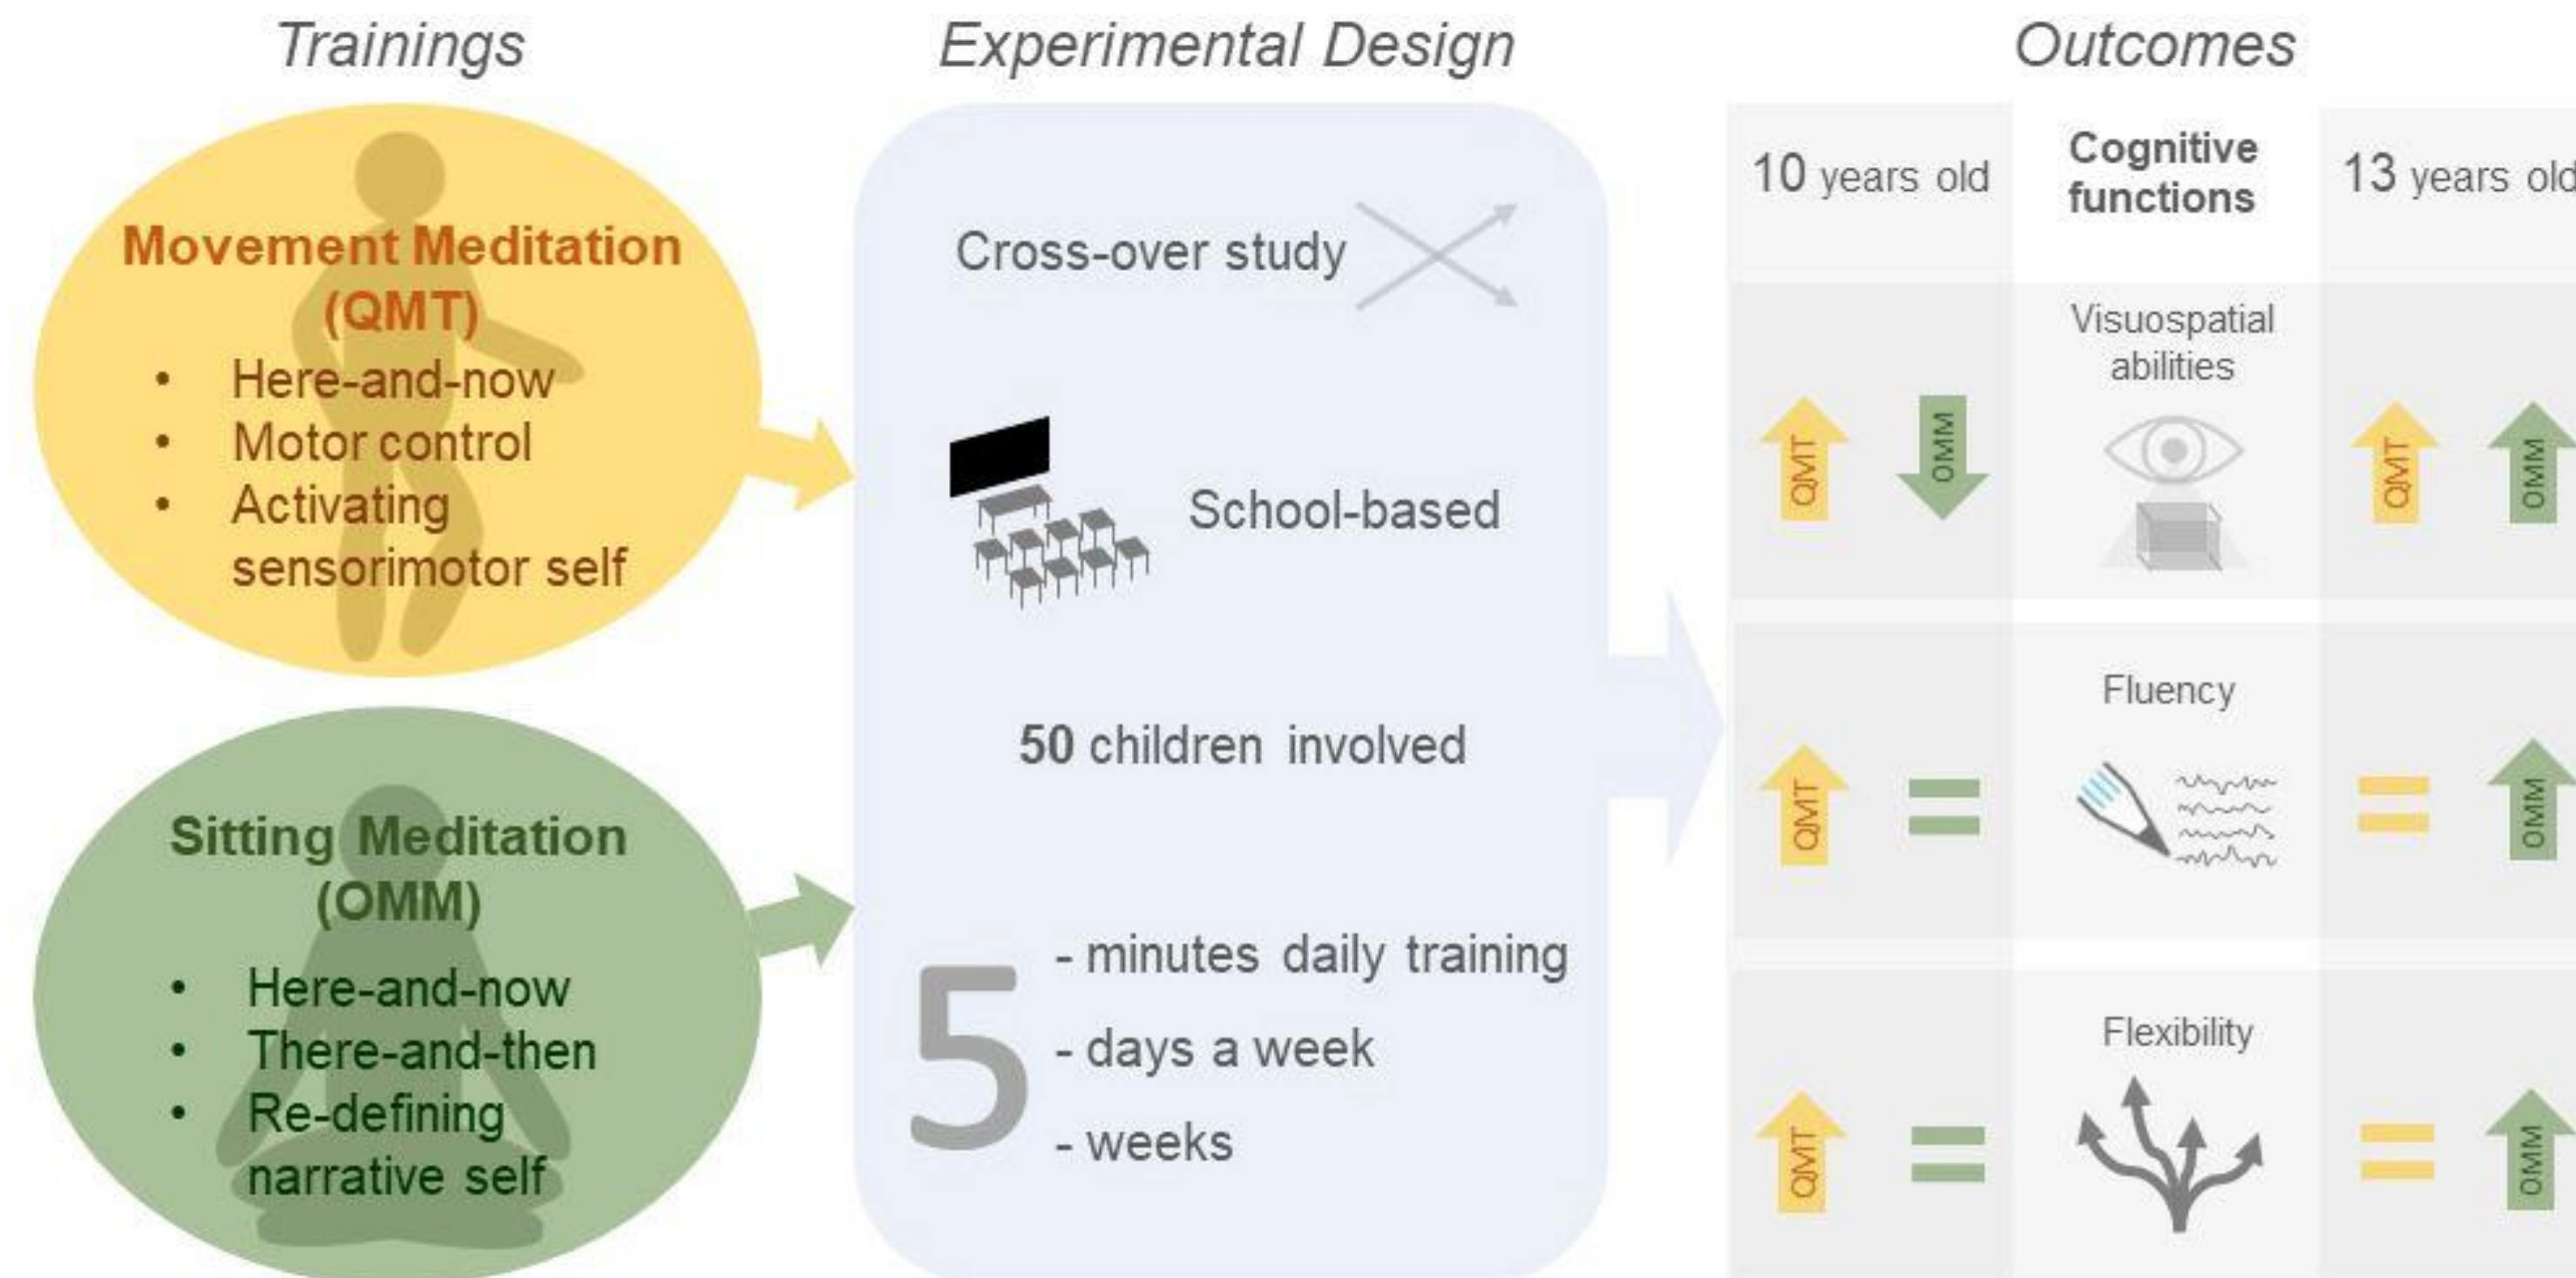 Trainings
Movement Meditation
(QMT)
• Here-and-now
• Motor control
• Activating
sensorimotor self
Sitting Meditation
(OMM)
• Here-and-now
• There-and-then
• Re-defining
narrative self
Experimental Design
Cross-over study
School-based
50 children involved
5
- minutes daily training
- days a week
- weeks
Outcomes
10 years old
Cognitive
functions
13 years old
Visuospatial
abilities
QMT
OMM
QMT
OMM
Fluency
QMT
=
=
OMM
Flexibility
QMT
=
=
OMM